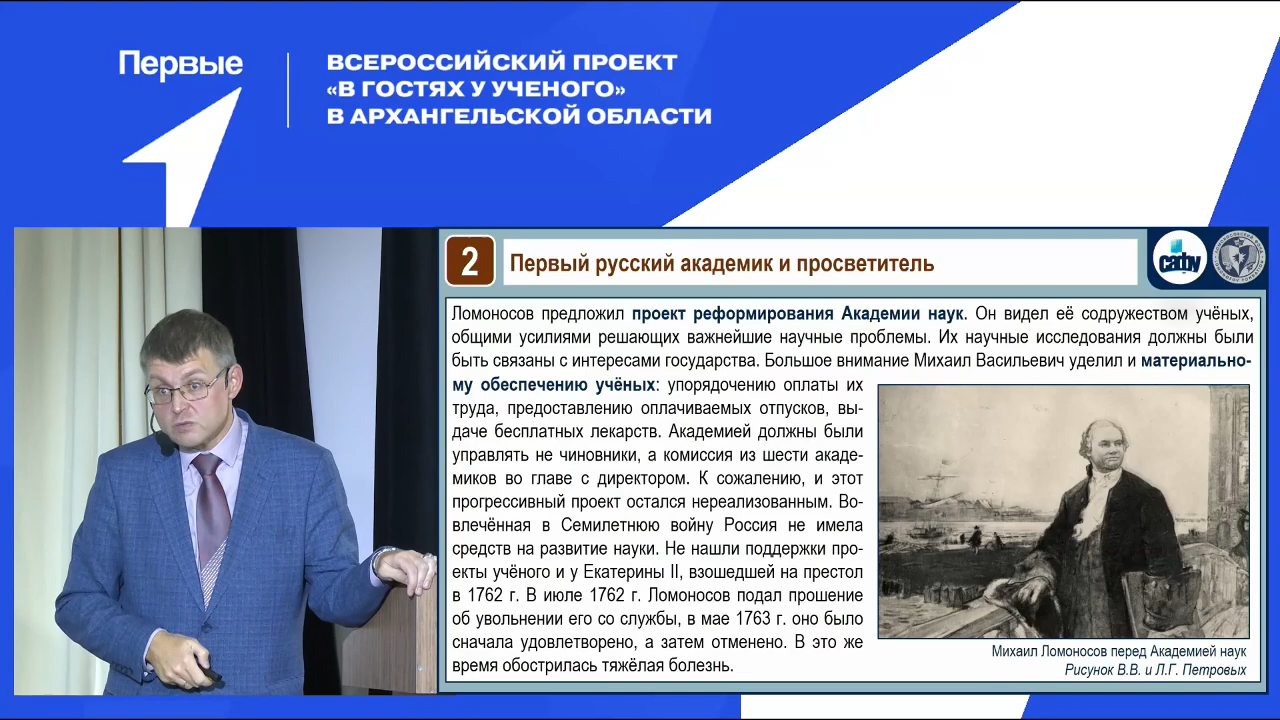 Первые
ВСЕРОССИЙСКИЙ ПРОЕКТ
«В ГОСТЯХ У УЧЕНОГО»
В АРХАНГЕЛЬСКОЙ ОБЛАСТИ
2
Первый русский академик и просветитель
сафу
Ломоносов предложил проект реформирования Академии наук. Он видел её содружеством учёных,
общими усилиями решающих важнейшие научные проблемы. Их научные исследования должны были
быть связаны с интересами государства. Большое внимание Михаил Васильевич уделил и материально-
му обеспечению учёных: упорядочению оплаты их
труда, предоставлению оплачиваемых отпусков, вы-
даче бесплатных лекарств. Академией должны были
управлять не чиновники, а комиссия из шести акаде-
миков во главе с директором. К сожалению, и этот
прогрессивный проект остался нереализованным. Во-
влечённая в Семилетнюю войну Россия не имела
средств на развитие науки. Не нашли поддержки про-
екты учёного и у Екатерины II, взошедшей на престол
в 1762 г. В июле 1762 г. Ломоносов подал прошение
об увольнении его со службы, в мае 1763 г. оно было
сначала удовлетворено, а затем отменено. В это же
время обострилась тяжёлая болезнь.
Михаил Ломоносов перед Академией наук
Рисунок В.В. и Л.Г. Петровых